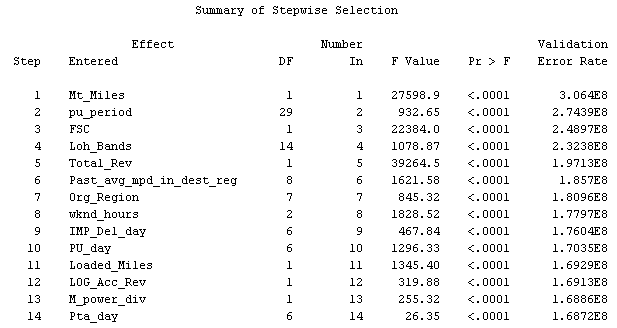 Summary of Stepwise Selection
Effect Number Validation
Step Entered DF In F Value Pr > F Error Rate
1 Mt_Miles 1 1 27598.9 <.0001 3.064E8
2 pu_period 29 2 932.65 <.0001 2.7439E8
3 FSC 1 3 22384.0 <.0001 2.4897E8
4 Loh_Bands 14 4 1078.87 <.0001 2.3238E8
5 Total_Rev 1 5 39264.5 <.0001 1.9713E8
6 Past_avg_mpd_in_dest_reg 8 6 1621.58 <.0001 1.857E8
7 Org_Region 7 7 845.32 <.0001 1.8096E8
8 wknd_hours 2 8 1828.52 <.0001 1.7797E8
9 IMP_Del_day 6 9 467.84 <.0001 1.7604E8
10 PU_day 6 10 1296.33 <.0001 1.7035E8
11 Loaded_Miles 1 11 1345.40 <.0001 1.6929E8
12 LOG_Acc_Rev 1 12 319.88 <.0001 1.6913E8
13 M_power_div 1 13 255.32 <.0001 1.6886E8
14 Pta_day 6 14 26.35 <.0001 1.6872E8